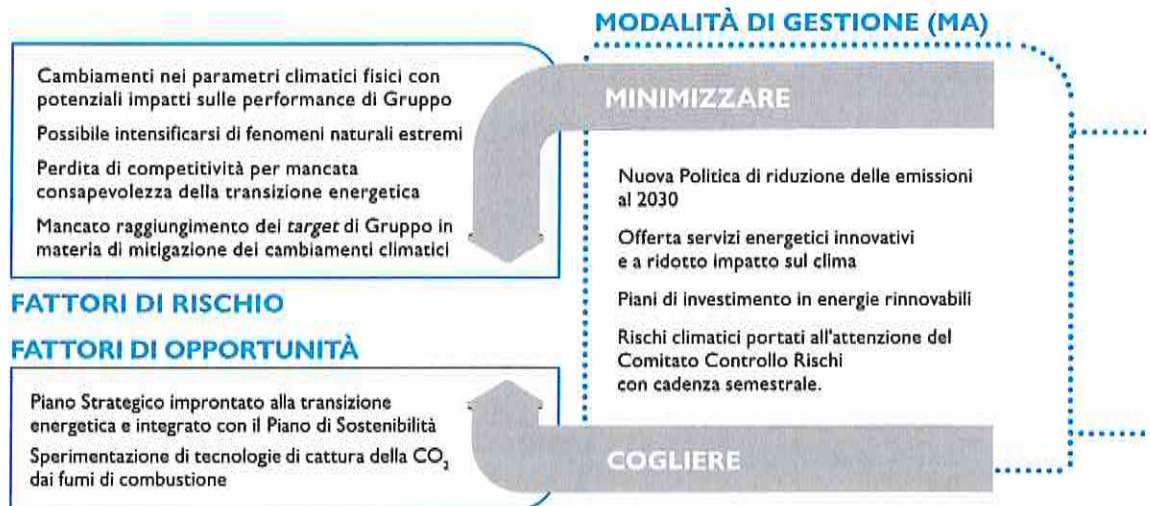 MODALITÀ DI GESTIONE (MA)
Cambiamenti nei parametri climatici fisici con
potenziali impatti sulle performance di Gruppo
Possibile intensificarsi di fenomeni naturali estremi
Perdita di competitività per mancata
consapevolezza della transizione energetica
Mancato raggiungimento dei target di Gruppo in
materia di mitigazione dei cambiamenti climatici
FATTORI DI RISCHIO
FATTORI DI OPPORTUNITÀ
Piano Strategico improntato alla transizione
energetica e integrato con il Piano di Sostenibilità
Sperimentazione di tecnologie di cattura della CO₂
dai fumi di combustione
MINIMIZZARE
Nuova Politica di riduzione delle emissioni
al 2030
Offerta servizi energetici innovativi
e a ridotto impatto sul clima
Piani di investimento in energie rinnovabili
Rischi climatici portati all'attenzione del
Comitato Controllo Rischi
con cadenza semestrale.
COGLIERE